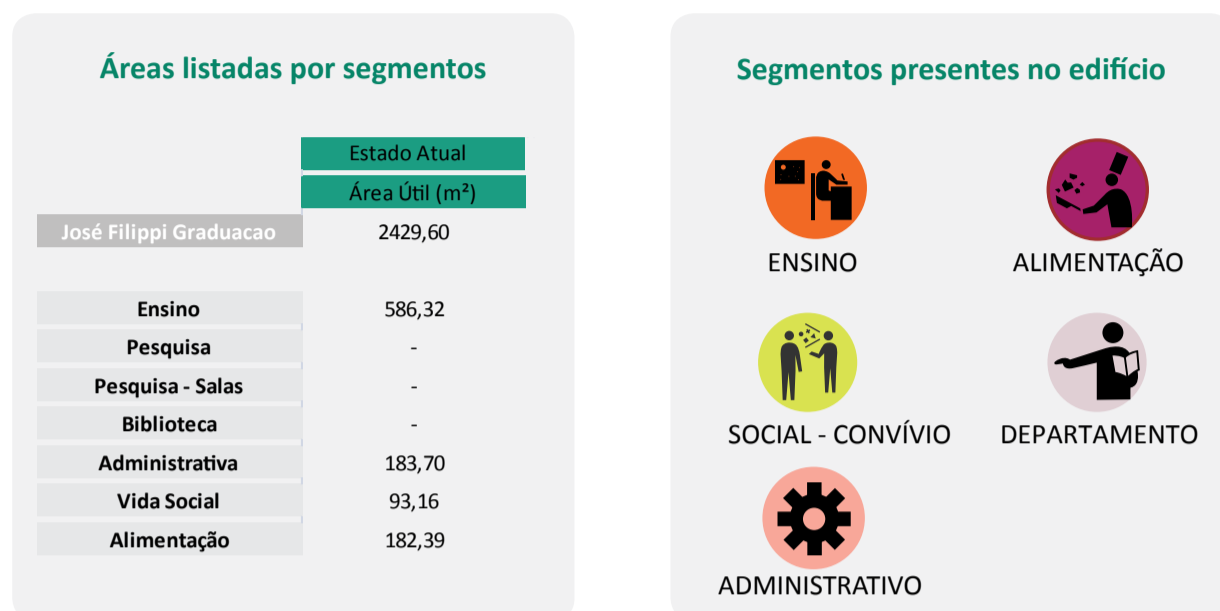 Áreas listadas por segmentos
Estado Atual
Área Útil (m²)
José Filippi Graduacao 2429,60
Ensino 586,32
Pesquisa -
Pesquisa - Salas -
Biblioteca -
Administrativa 183,70
Vida Social 93,16
Alimentação 182,39
Segmentos presentes no edifício
ENSINO ALIMENTAÇÃO
SOCIAL - CONVÍVIO DEPARTAMENTO
ADMINISTRATIVO